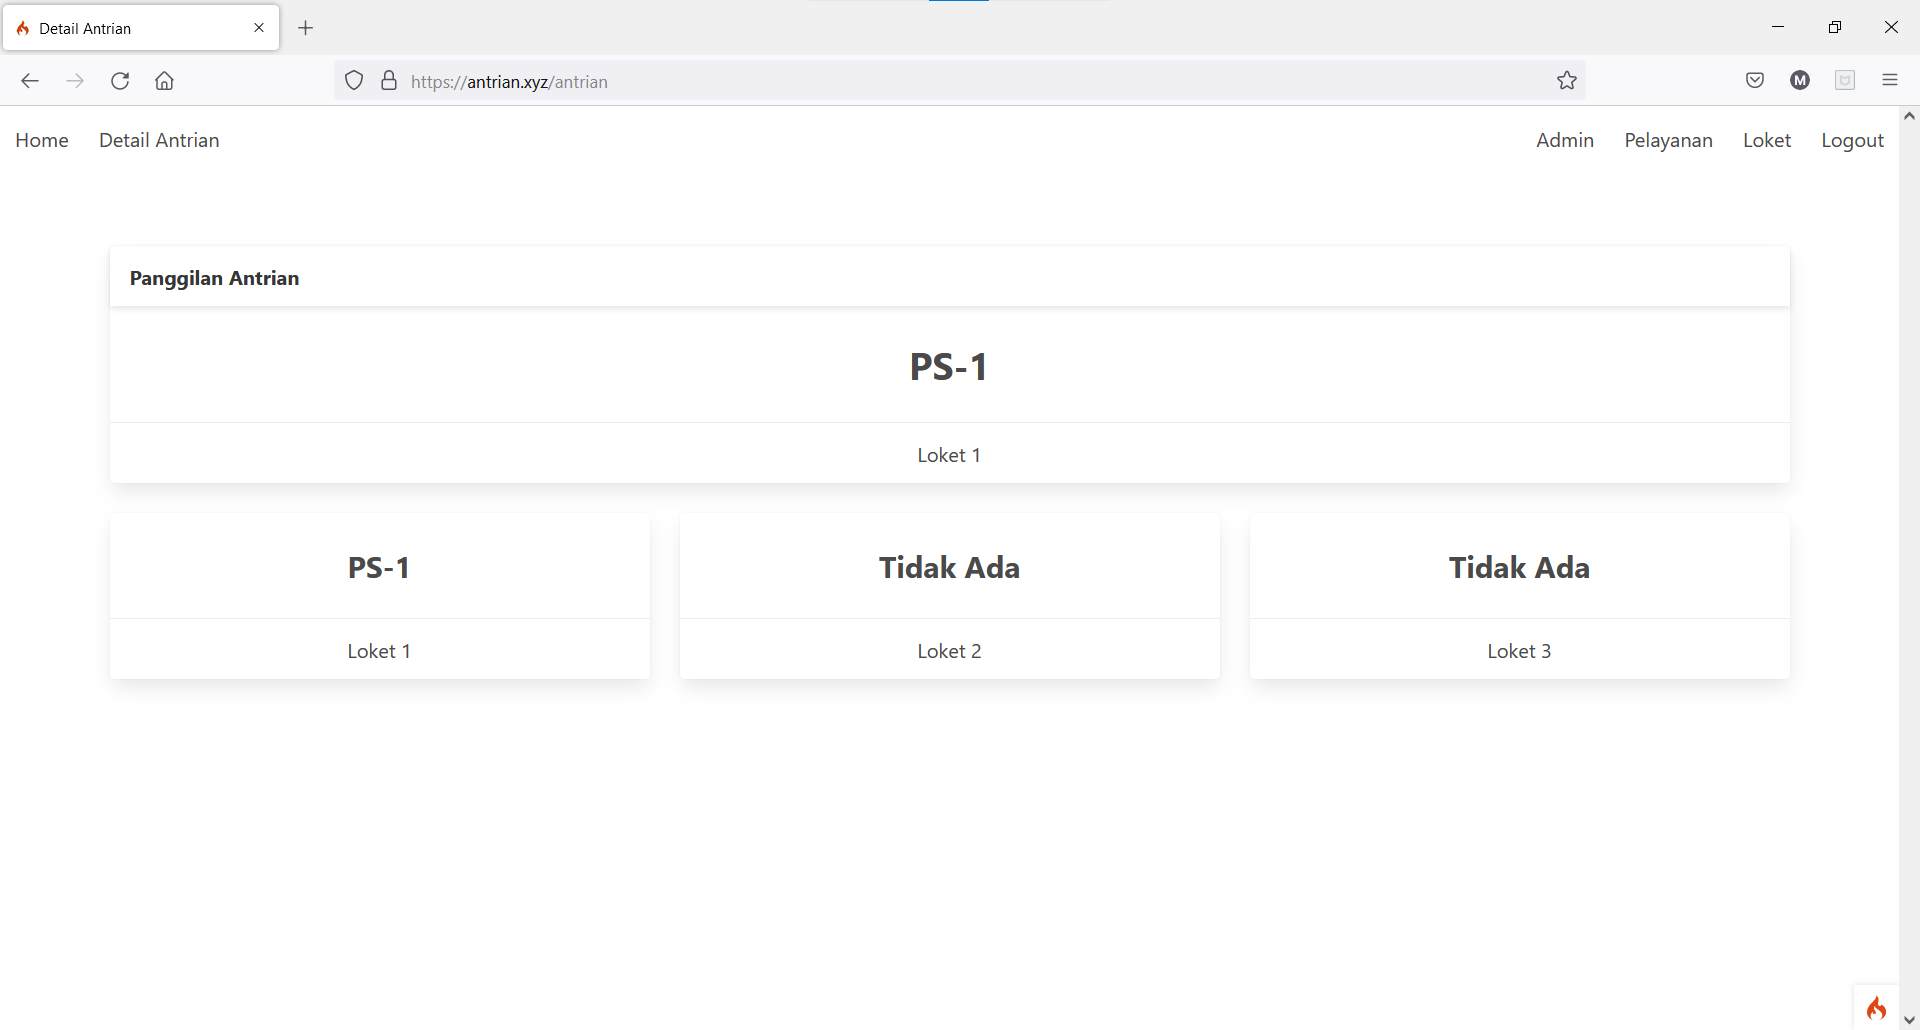 Detail Antrian
https://antrian.xyz/antrian
M
Home Detail Antrian Admin Pelayanan Loket Logout
Panggilan Antrian
PS-1
Loket 1
PS-1
Loket 1
Tidak Ada
Loket 2
Tidak Ada
Loket 3